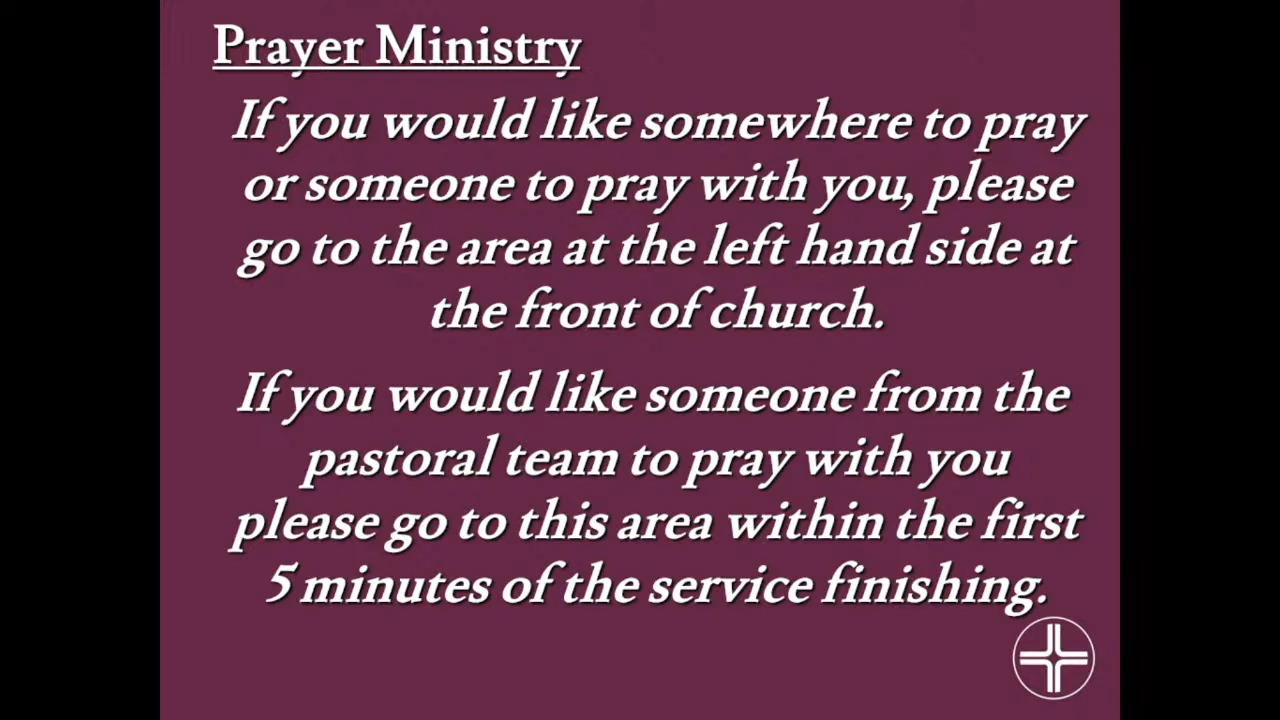 Prayer Ministry
If you would like somewhere to pray
or someone to pray with you, please
go to the area at the left hand side at
the front of church.
If you would like someone from the
pastoral team to pray with you
please go to this area within the first
5 minutes of the service finishing.